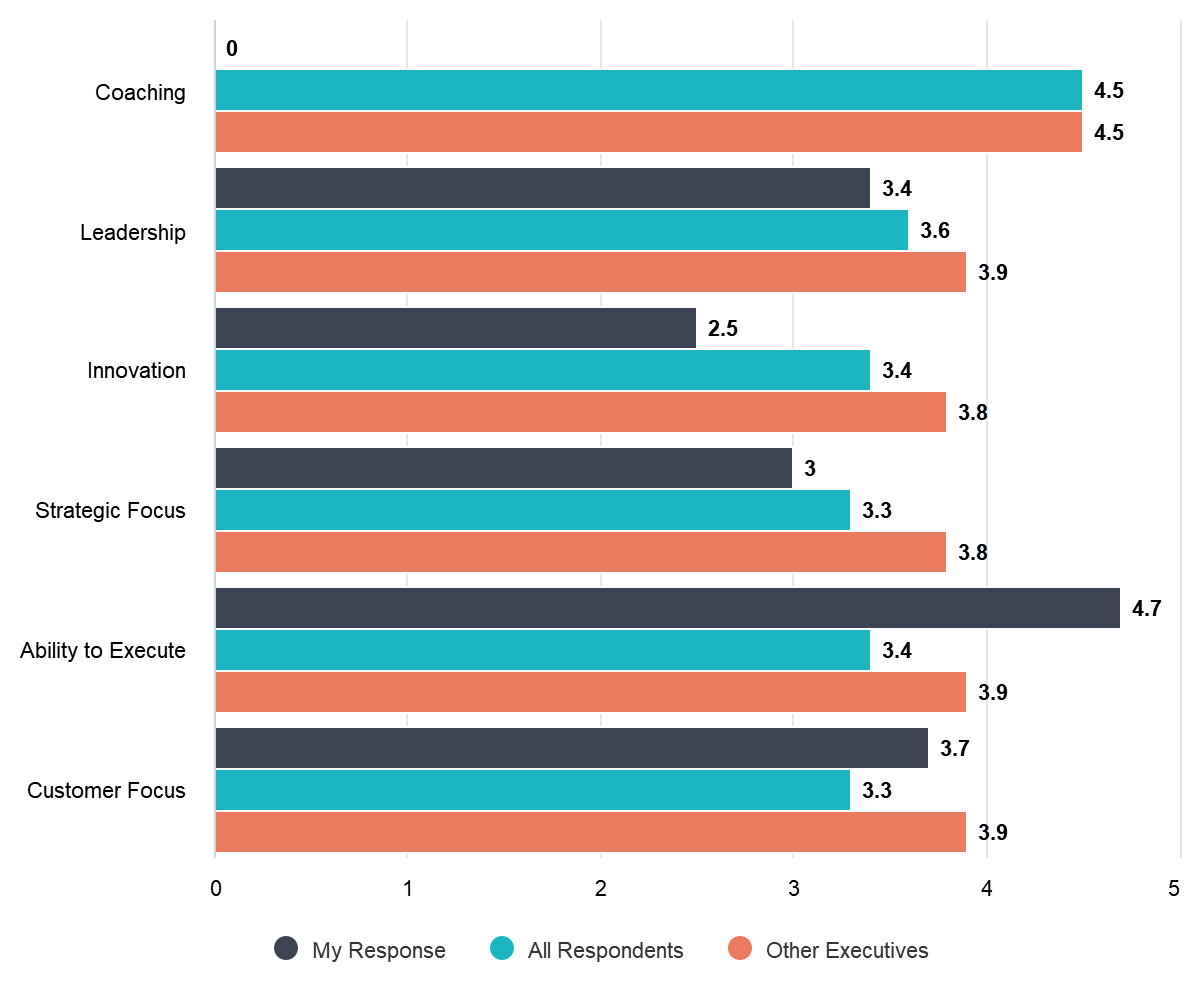 0
Coaching
4.5
4.5
3.4
Leadership
3.6
3.9
2.5
Innovation
3.4
3.8
3
Strategic Focus
3.3
3.8
4.7
Ability to Execute
3.4
3.9
3.7
Customer Focus
3.3
3.9
0 1 2 3 4 5
My Response All Respondents Other Executives